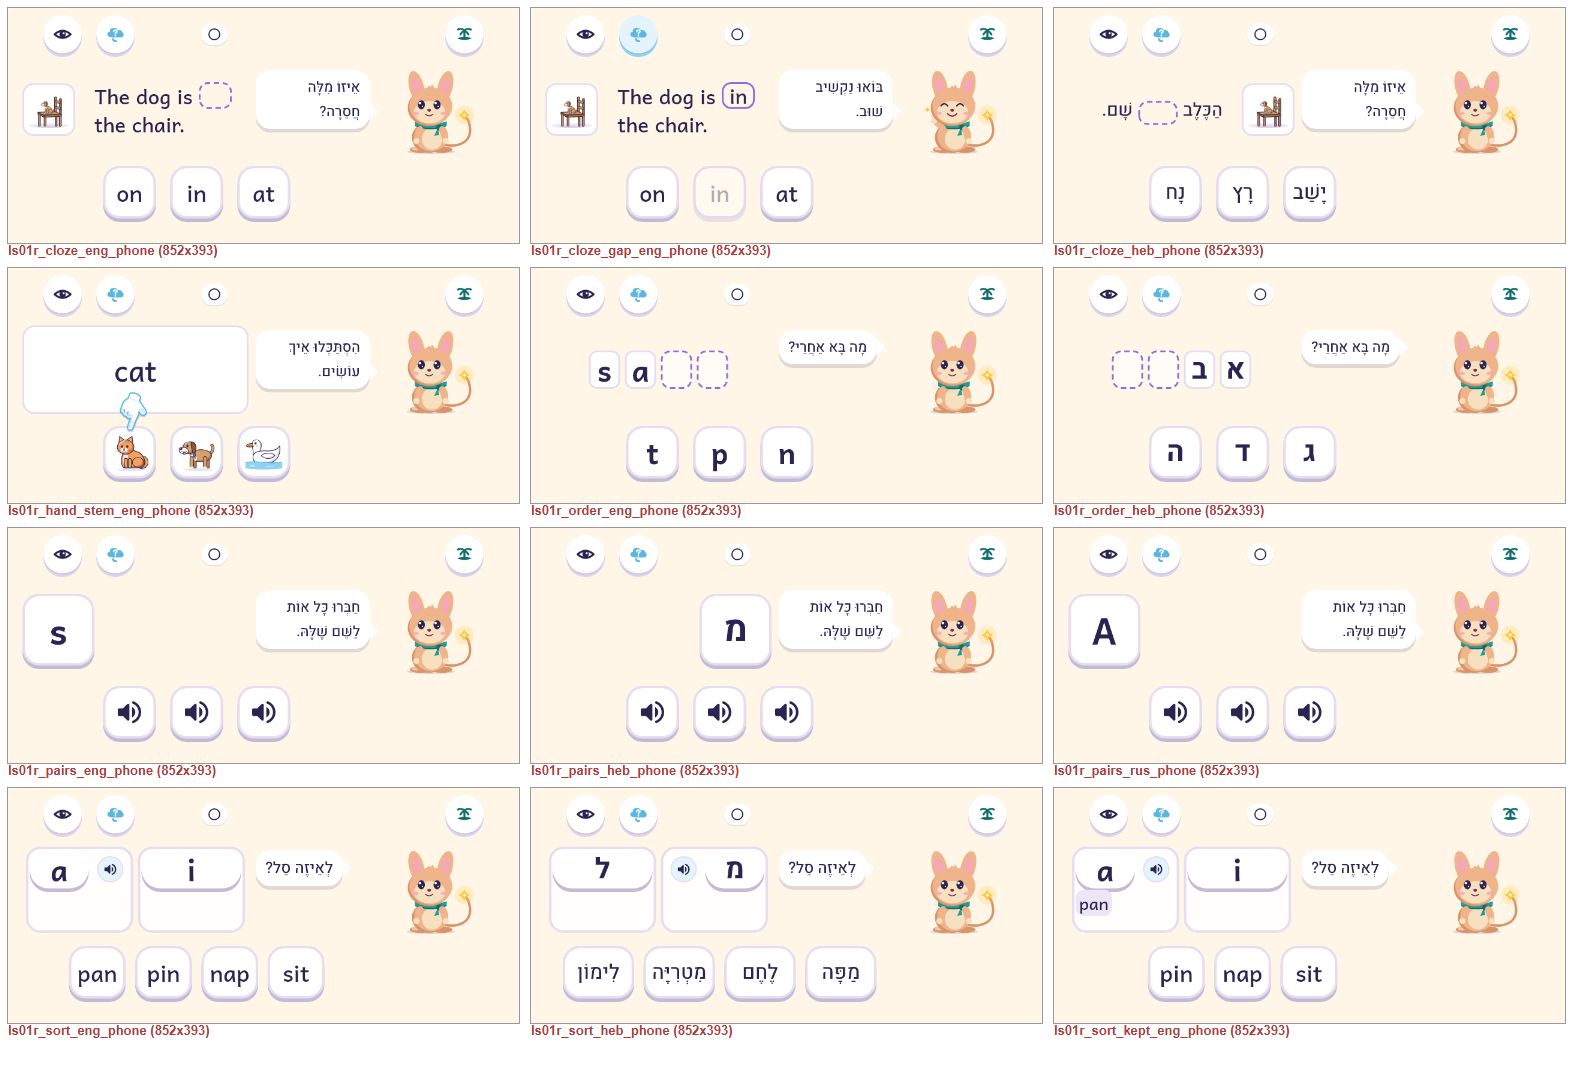 The dog is
the chair.
אֵיזוֹ מִלָּה
חֲסֵרָה?
on in at
ls01r_cloze_eng_phone (852x393)
The dog is in
the chair.
בּוֹאוּ נַקְשִׁיב
שׁוּב.
on in at
ls01r_cloze_gap_eng_phone (852x393)
הַכֶּלֶב שָׁם.
אֵיזוֹ מִלָּה
חֲסֵרָה?
יָשַׁב רָץ נָח
ls01r_cloze_heb_phone (852x393)
cat
הִסְתַּכְּלוּ אֵיךְ
עוֹשִׂים.
ls01r_hand_stem_eng_phone (852x393)
s a
מָה בָּא אַחֲרֵי?
t p n
ls01r_order_eng_phone (852x393)
א ב
מָה בָּא אַחֲרֵי?
ג ד ה
ls01r_order_heb_phone (852x393)
s
חַבְּרוּ כָּל אוֹת
לַשֵּׁם שֶׁלָּהּ.
ls01r_pairs_eng_phone (852x393)
מ
חַבְּרוּ כָּל אוֹת
לַשֵּׁם שֶׁלָּהּ.
ls01r_pairs_heb_phone (852x393)
А
חַבְּרוּ כָּל אוֹת
לַשֵּׁם שֶׁלָּהּ.
ls01r_pairs_rus_phone (852x393)
a i
לְאֵיזֶה סַל?
pan pin nap sit
ls01r_sort_eng_phone (852x393)
מ ל
לְאֵיזֶה סַל?
מַפָּה לֶחֶם מִטְרִיָּה לִימוֹן
ls01r_sort_heb_phone (852x393)
a i
pan
לְאֵיזֶה סַל?
pin nap sit
ls01r_sort_kept_eng_phone (852x393)